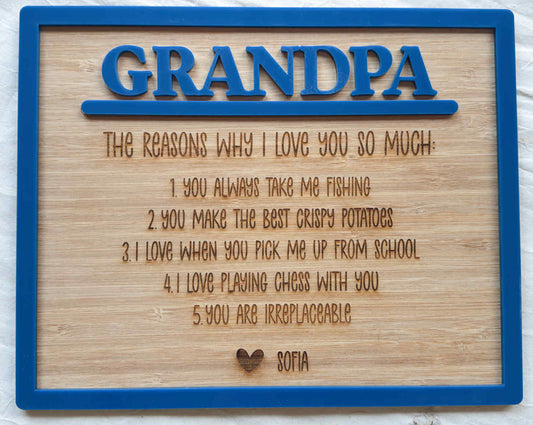 GRANDPA
THE REASONS WHY I LOVE YOU SO MUCH:
1. YOU ALWAYS TAKE ME FISHING
2. YOU MAKE THE BEST CRISPY POTATOES
3. I LOVE WHEN YOU PICK ME UP FROM SCHOOL
4. I LOVE PLAYING CHESS WITH YOU
5. YOU ARE IRREPLACEABLE
SOFIA